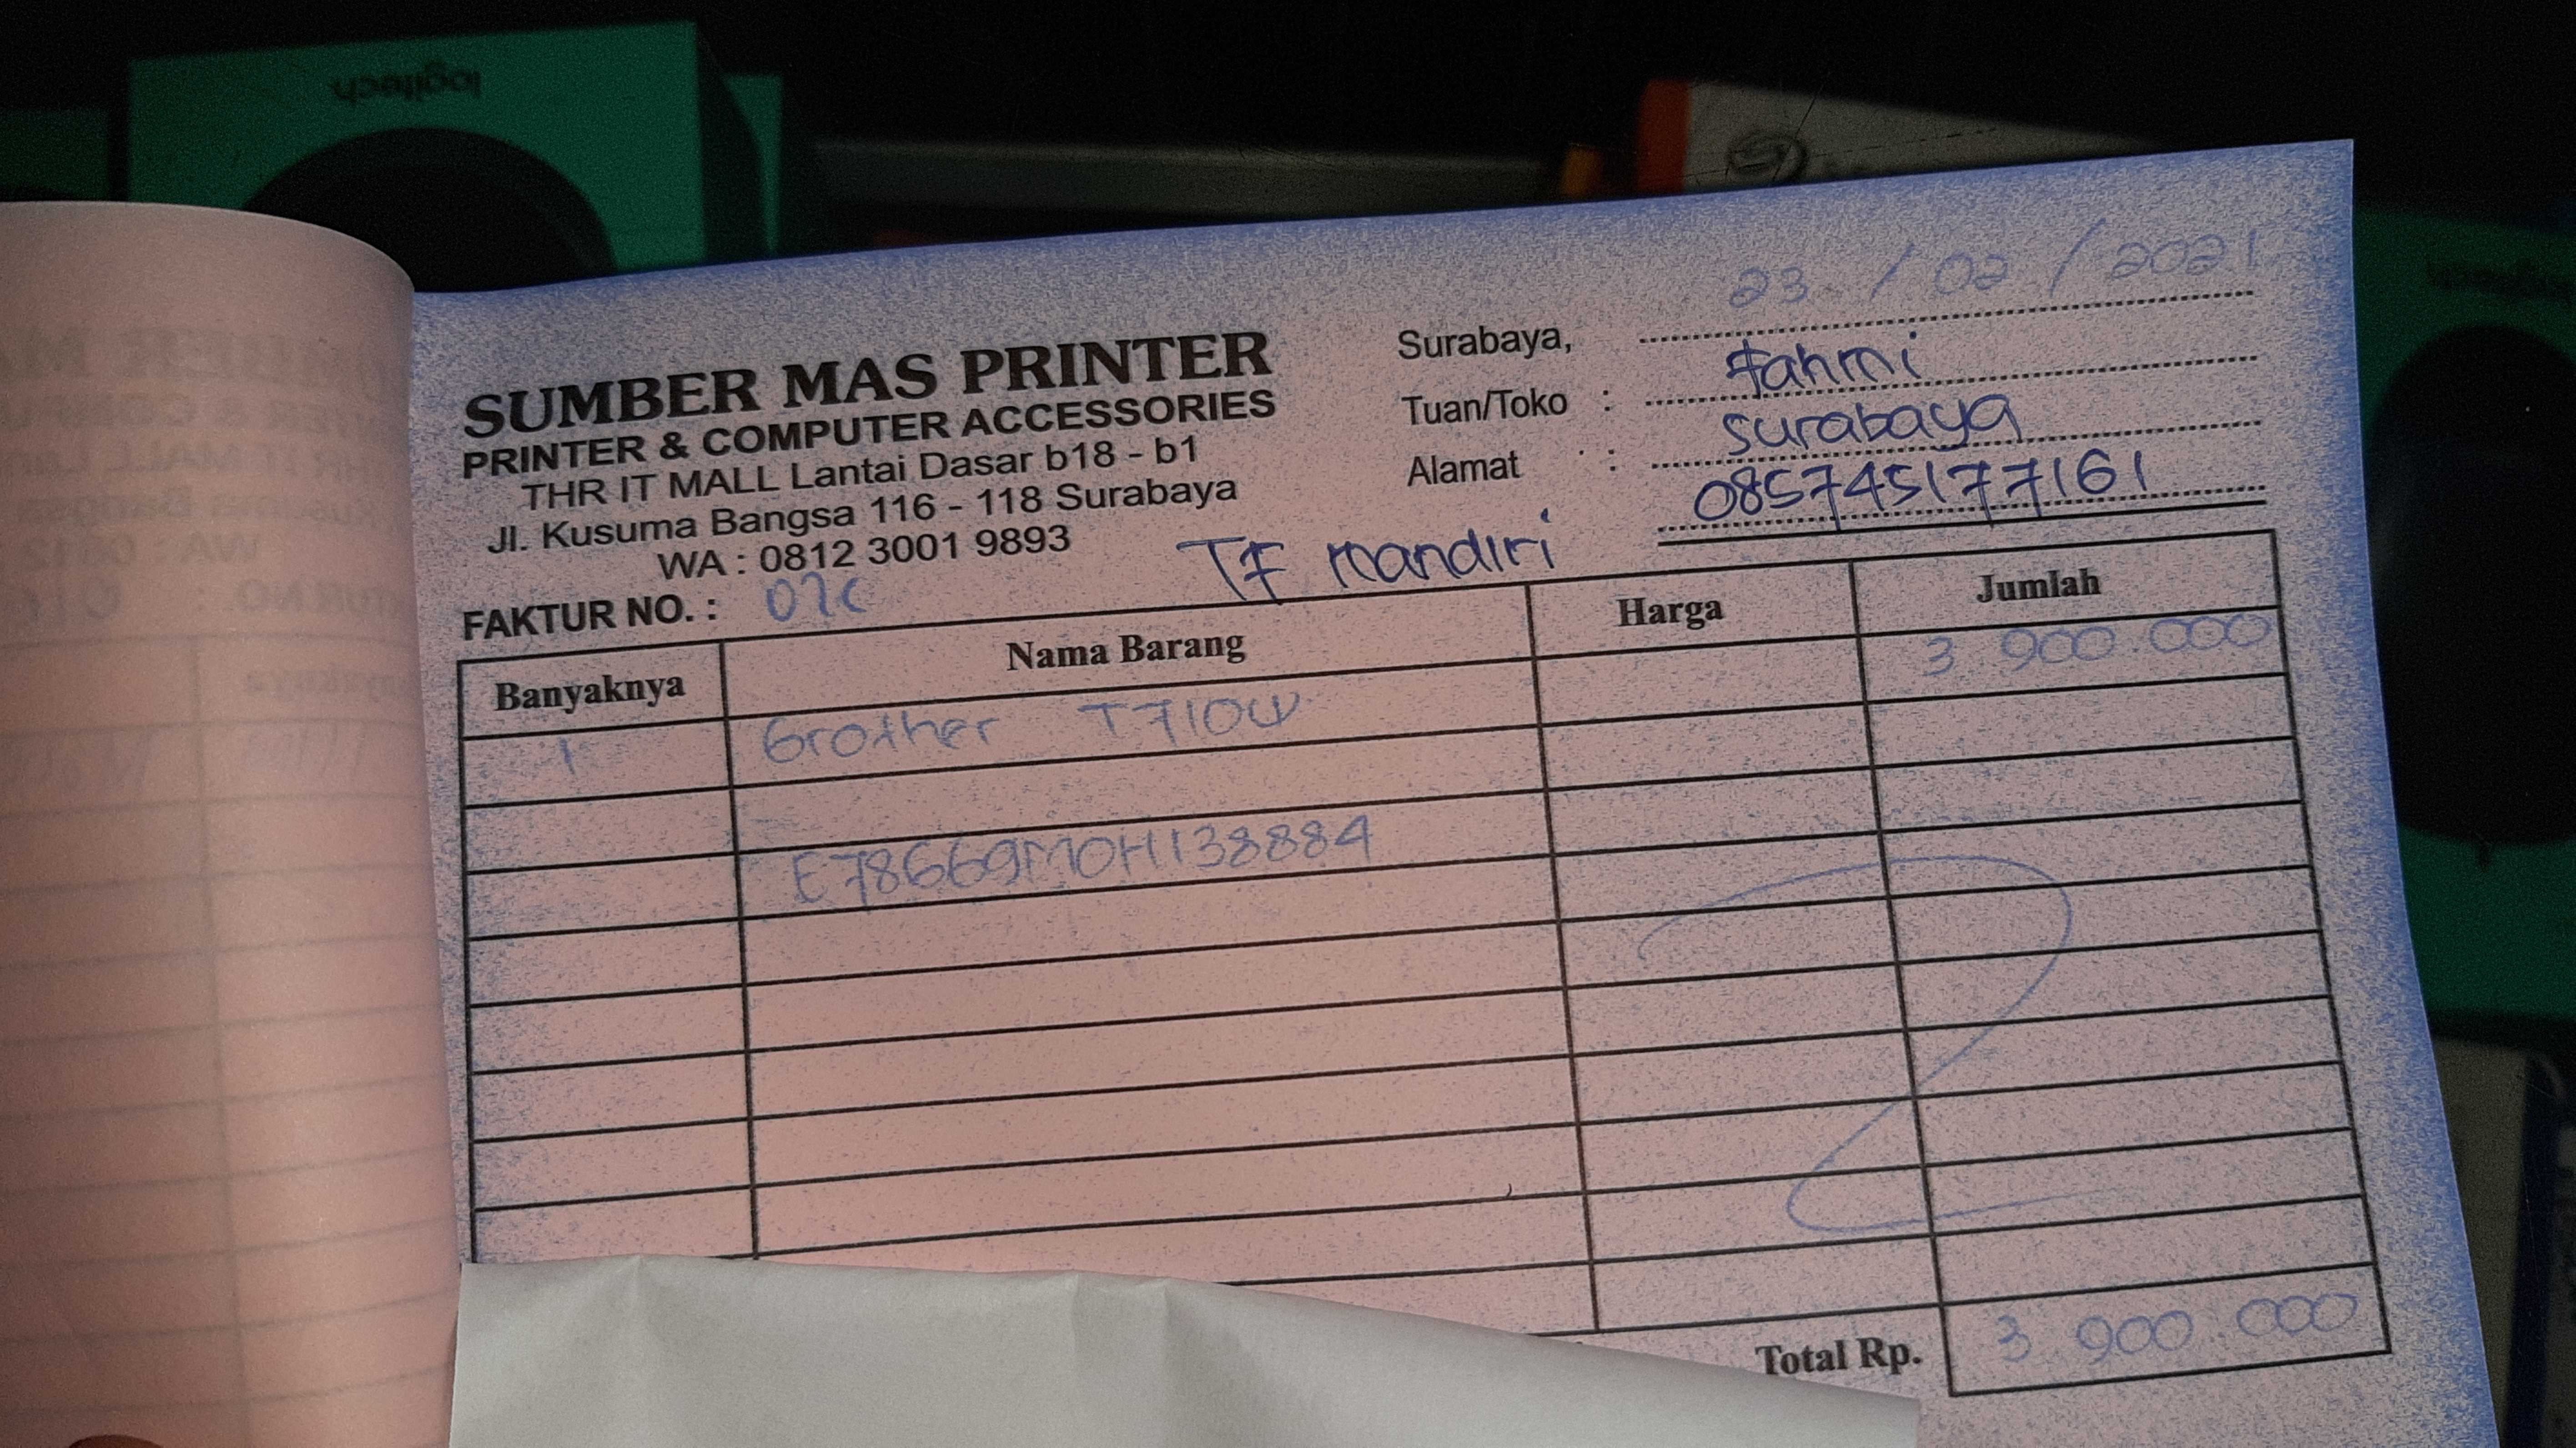 logitech
SUMBER MAS PRINTER
PRINTER & COMPUTER ACCESSORIES
THR IT MALL Lantai Dasar b18 - b1
Jl. Kusuma Bangsa 116 - 118 Surabaya
WA : 0812 3001 9893
FAKTUR NO. :
TF mandiri
Surabaya, 23 / 02 / 2021
Tuan/Toko : Fahmi
Alamat : Surabaya
085745177161
Banyaknya Nama Barang Harga Jumlah
1 Brother T710W 3 900 000
E78669M0H138884
Total Rp. 3 900 000